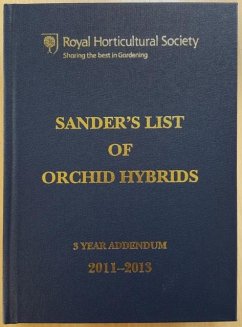 Royal Horticultural Society
Sharing the best in Gardening
SANDER'S LIST
OF
ORCHID HYBRIDS
3 YEAR ADDENDUM
2011–2013